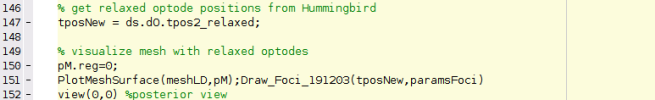 146 % get relaxed optode positions from Hummingbird
147 - tposNew = ds.dO.tpos2_relaxed;
148
149 % visualize mesh with relaxed optodes
150 - pM.reg=0;
151 - PlotMeshSurface(meshLD,pM);Draw_Foci_191203(tposNew,paramsFoci)
152 - view(0,0) %posterior view